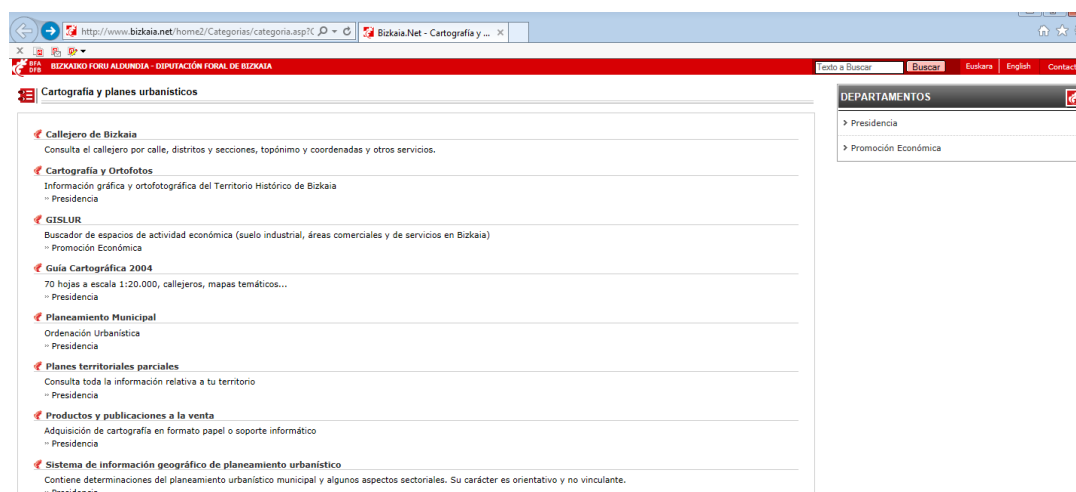 http://www.bizkaia.net/home2/Categorias/categoria.asp?
Bizkaia.Net - Cartografía y ...
BFA
DFB
BIZKAIKO FORU ALDUNDIA - DIPUTACIÓN FORAL DE BIZKAIA
Texto a Buscar
Buscar
Euskara
English
Contact
Cartografía y planes urbanísticos
DEPARTAMENTOS
> Presidencia
> Promoción Económica
Callejero de Bizkaia
Consulta el callejero por calle, distritos y secciones, topónimo y coordenadas y otros servicios.
Cartografía y Ortofotos
Información gráfica y ortofotográfica del Territorio Histórico de Bizkaia
» Presidencia
GISLUR
Buscador de espacios de actividad económica (suelo industrial, áreas comerciales y de servicios en Bizkaia)
» Promoción Económica
Guía Cartográfica 2004
70 hojas a escala 1:20.000, callejeros, mapas temáticos...
» Presidencia
Planeamiento Municipal
Ordenación Urbanística
» Presidencia
Planes territoriales parciales
Consulta toda la información relativa a tu territorio
» Presidencia
Productos y publicaciones a la venta
Adquisición de cartografía en formato papel o soporte informático
» Presidencia
Sistema de información geográfico de planeamiento urbanístico
Contiene determinaciones del planeamiento urbanístico municipal y algunos aspectos sectoriales. Su carácter es orientativo y no vinculante.
» Presidencia